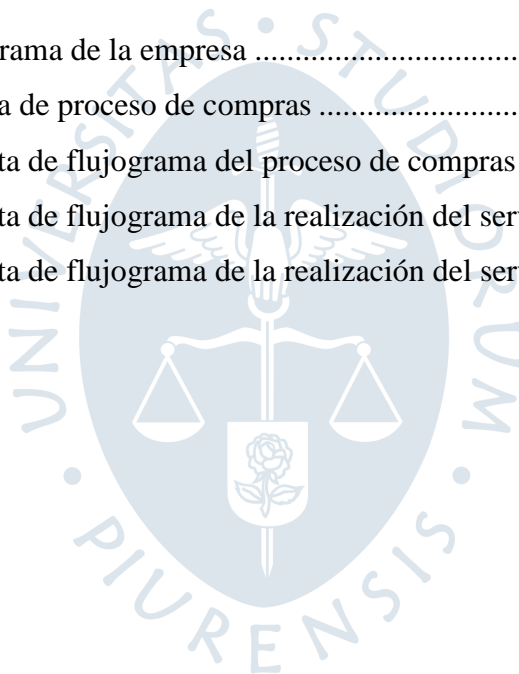 rama de la empresa ................................
a de proceso de compras ........................
ta de flujograma del proceso de compras
ta de flujograma de la realización del ser
ta de flujograma de la realización del ser
UNIVERSITAS • STUDIORUM • PIURENSIS •